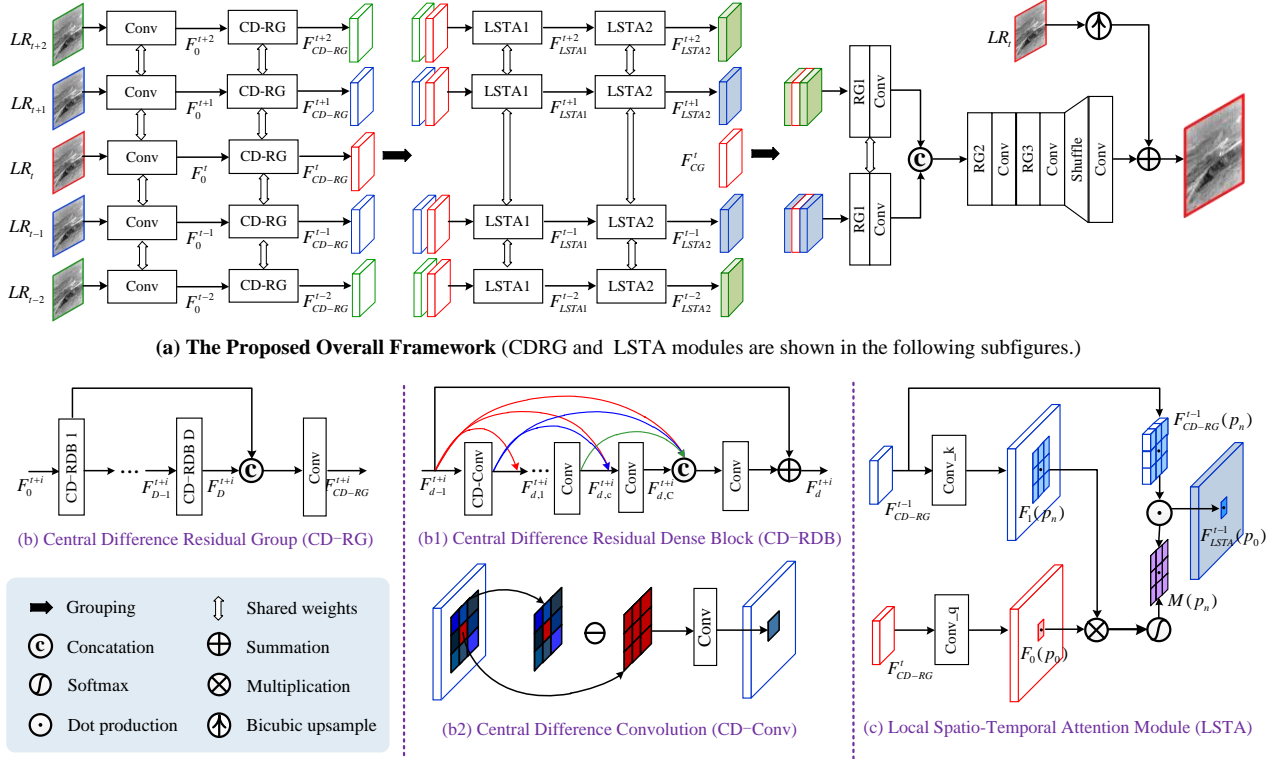 LR_{t+2} Conv F_0^{t+2} CD-RG F_{CD-RG}^{t+2} LSTA1 F_{LSTA1}^{t+2} LSTA2 F_{LSTA2}^{t+2}
LR_{t+1} Conv F_0^{t+1} CD-RG F_{CD-RG}^{t+1} LSTA1 F_{LSTA1}^{t+1} LSTA2 F_{LSTA2}^{t+1}
LR_t Conv F_0^t CD-RG F_{CD-RG}^t F_{CG}^t
LR_{t-1} Conv F_0^{t-1} CD-RG F_{CD-RG}^{t-1} LSTA1 F_{LSTA1}^{t-1} LSTA2 F_{LSTA2}^{t-1}
LR_{t-2} Conv F_0^{t-2} CD-RG F_{CD-RG}^{t-2} LSTA1 F_{LSTA1}^{t-2} LSTA2 F_{LSTA2}^{t-2}
RG1 Conv
RG1 Conv
C
RG2 Conv RG3 Conv Shuffle Conv
LR_t
(a) The Proposed Overall Framework (CDRG and LSTA modules are shown in the following subfigures.)
F_0^{t+i} CD-RDB 1 F_{D-1}^{t+i} CD-RDB D F_D^{t+i} C Conv F_{CD-RG}^{t+i}
(b) Central Difference Residual Group (CD-RG)
F_{d-1}^{t+i} CD-Conv F_{d,1}^{t+i} Conv F_{d,c}^{t+i} Conv F_{d,C}^{t+i} C Conv F_d^{t+i}
(b1) Central Difference Residual Dense Block (CD-RDB)
Conv
(b2) Central Difference Convolution (CD-Conv)
F_{CD-RG}^{t-1} Conv_k F_1(p_n) F_{CD-RG}^{t-1}(p_n)
F_{LSTA}^{t-1}(p_0)
M(p_n)
F_{CD-RG}^t Conv_q F_0(p_0)
(c) Local Spatio-Temporal Attention Module (LSTA)
Grouping
Shared weights
C Concatation
Summation
Softmax
Multiplication
Dot production
Bicubic upsample